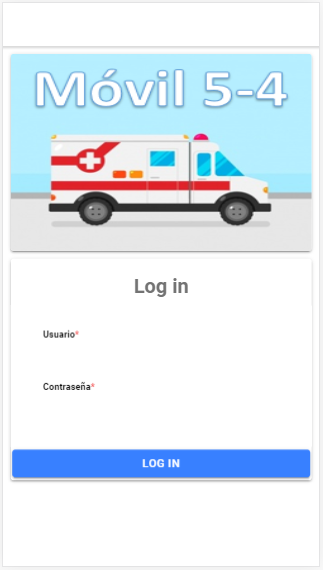 Móvil 5-4
Log in
Usuario*
Contraseña*
LOG IN